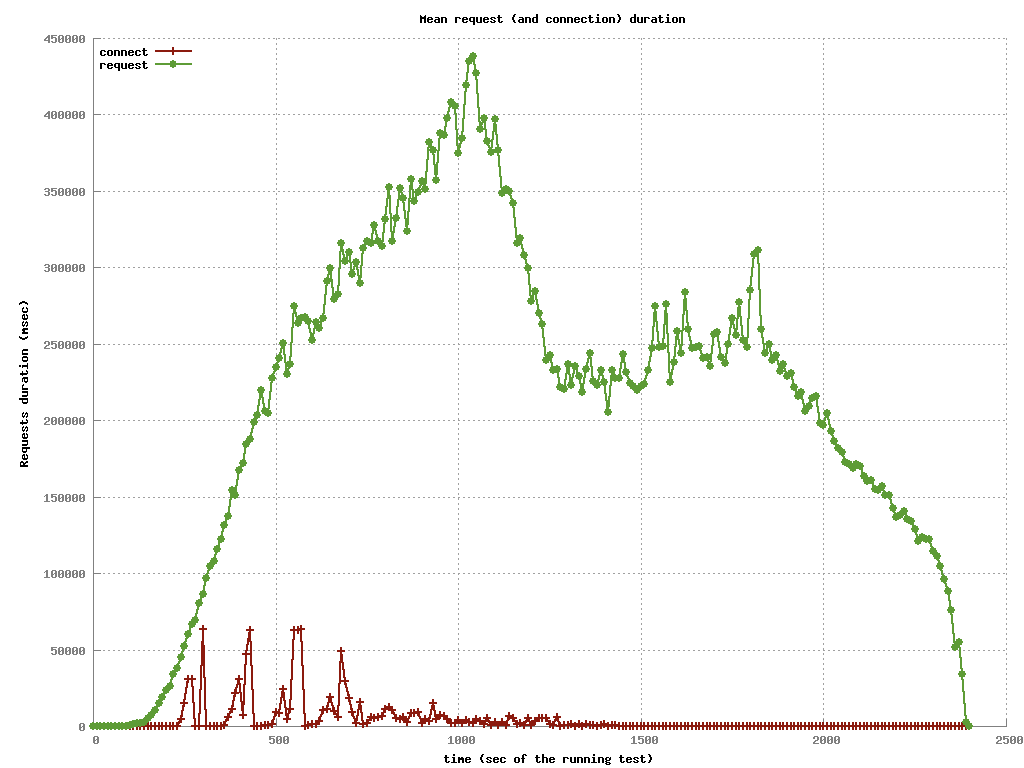 Mean request (and connection) duration
connect
request
450000
400000
350000
300000
250000
200000
150000
100000
50000
0
Requests duration (msec)
0 500 1000 1500 2000 2500
time (sec of the running test)